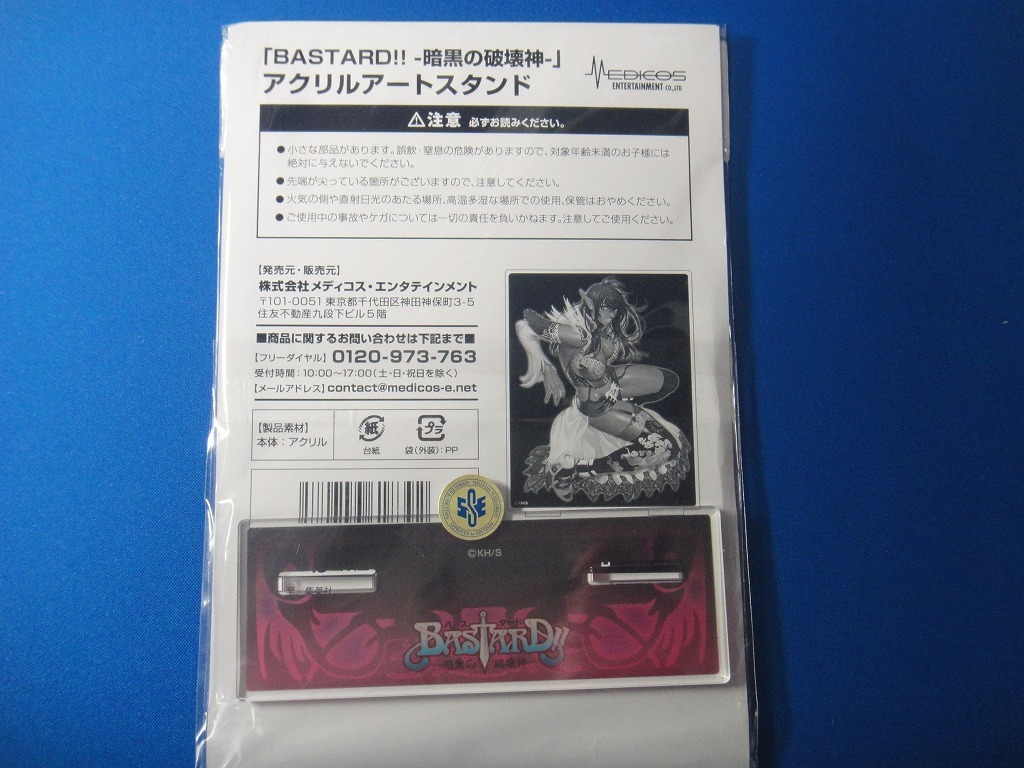 「BASTARD!! -暗黒の破壊神-」
アクリルアートスタンド
MEDICOS
ENTERTAINMENT CO.,LTD
⚠注意 必ずお読みください。
●小さな部品があります。誤飲・窒息の危険がありますので、対象年齢未満のお子様には
絶対に与えないでください。
●先端が尖っている箇所がございますので、注意してください。
●火気の側や直射日光のあたる場所、高温多湿な場所での使用、保管はおやめください。
●ご使用中の事故やケガについては一切の責任を負いかねます。注意してご使用ください。
【発売元・販売元】
株式会社メディコス・エンタテインメント
〒101-0051 東京都千代田区神田神保町3-5
住友不動産九段下ビル5階
■商品に関するお問い合わせは下記まで■
【フリーダイヤル】0120-973-763
受付時間：10:00～17:00(土・日・祝日を除く)
【メールアドレス】contact@medicos-e.net
【製品素材】
本体：アクリル
紙
台紙
プラ
袋(外装)：PP
©KH/S
集英社
バスタード
BASTARD!!
-暗黒の破壊神-